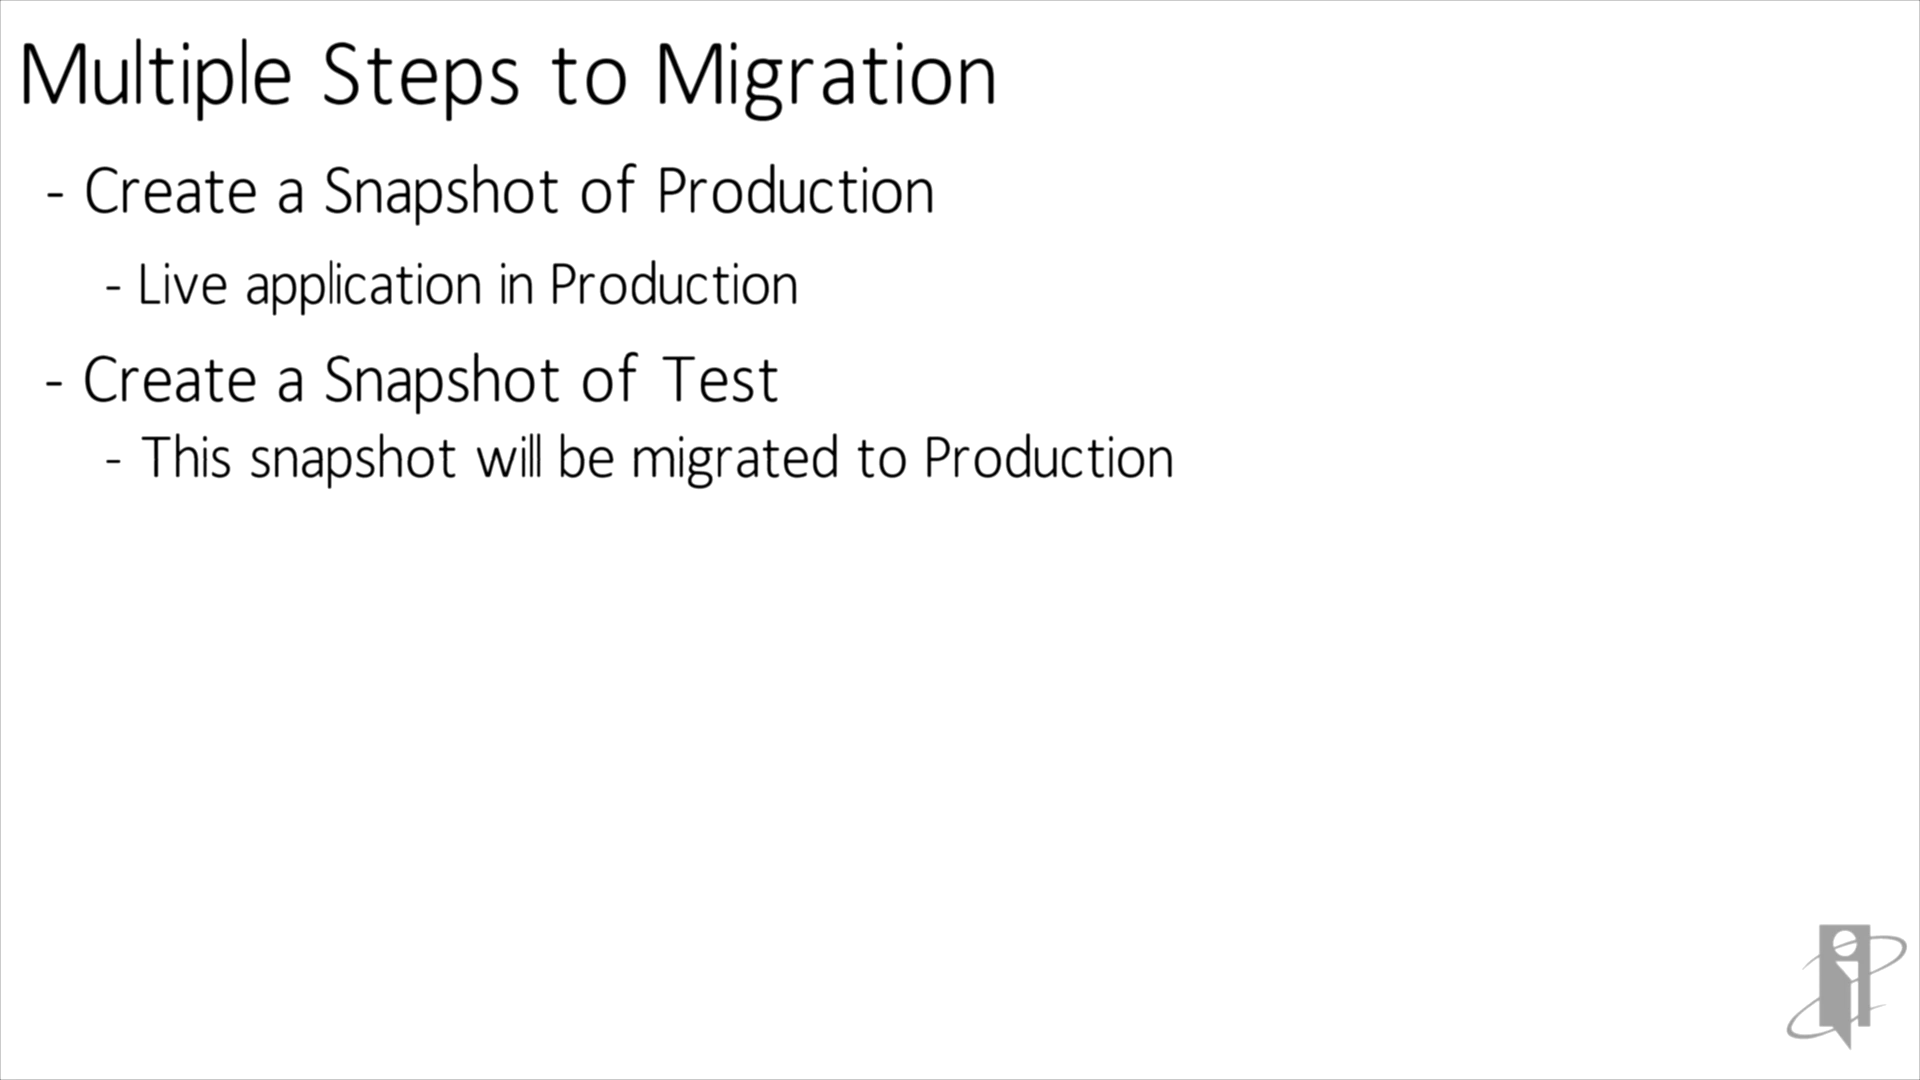 Multiple Steps to Migration
- Create a Snapshot of Production
- Live application in Production
- Create a Snapshot of Test
- This snapshot will be migrated to Production